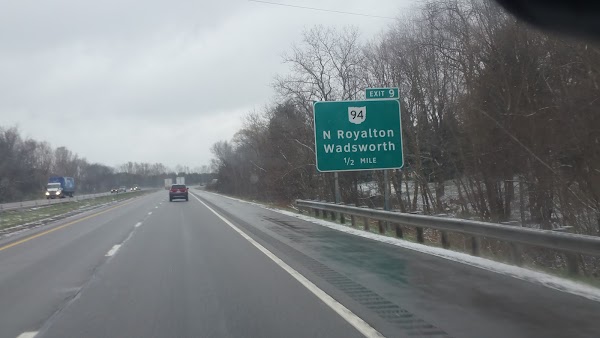 EXIT 9
94
N Royalton
Wadsworth
1/2 MILE